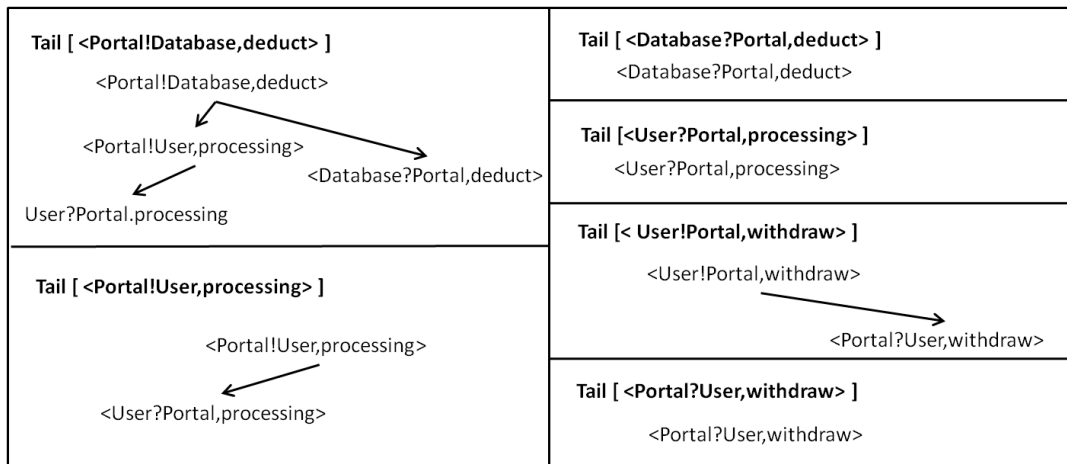 Tail [ <Portal!Database,deduct> ]
<Portal!Database,deduct>
<Portal!User,processing>
<Database?Portal,deduct>
User?Portal.processing
Tail [ <Portal!User,processing> ]
<Portal!User,processing>
<User?Portal,processing>
Tail [ <Database?Portal,deduct> ]
<Database?Portal,deduct>
Tail [<User?Portal,processing> ]
<User?Portal,processing>
Tail [< User!Portal,withdraw> ]
<User!Portal,withdraw>
<Portal?User,withdraw>
Tail [ <Portal?User,withdraw> ]
<Portal?User,withdraw>